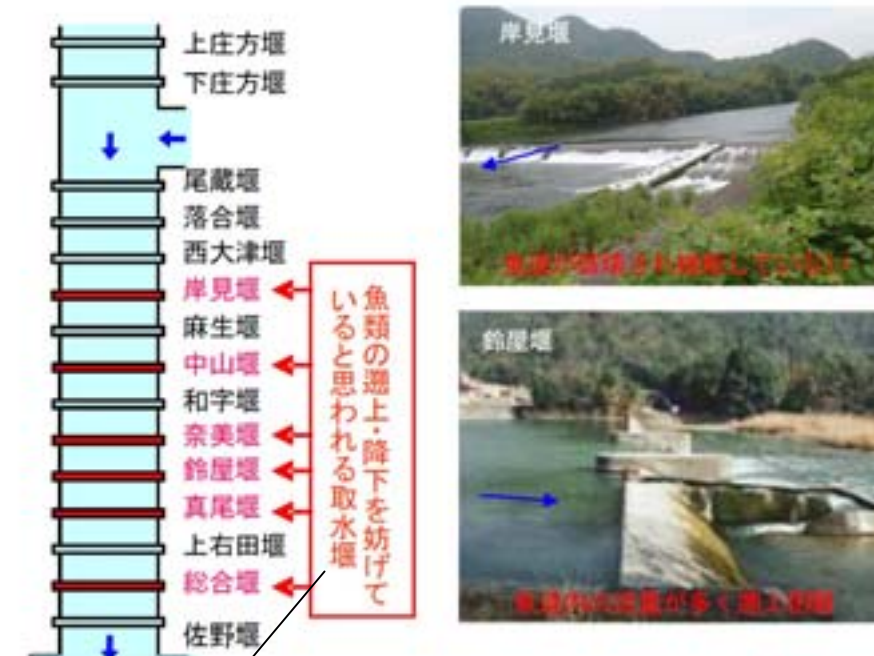 上庄方堰
下庄方堰
尾蔵堰
落合堰
西大津堰
岸見堰
麻生堰
中山堰
和字堰
奈美堰
鈴屋堰
真尾堰
上右田堰
総合堰
佐野堰
魚類の遡上・降下を妨げて
いると思われる取水堰
岸見堰
鈴屋堰